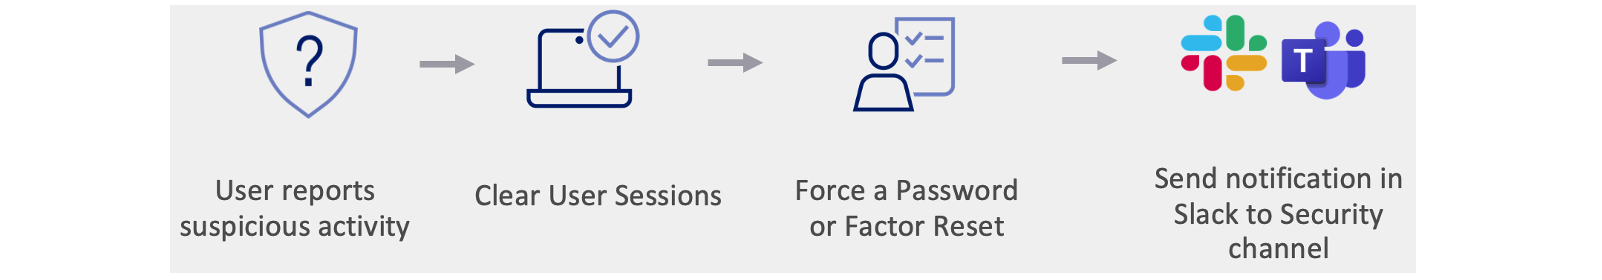 ?
T
User reports
suspicious activity
Clear User Sessions
Force a Password
or Factor Reset
Send notification in
Slack to Security
channel